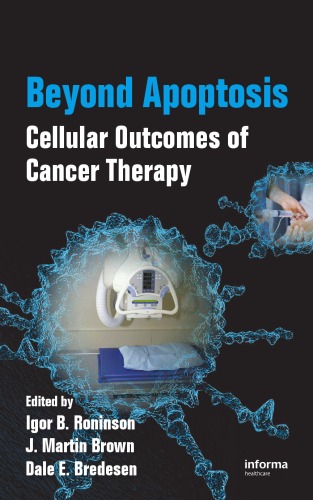 Beyond Apoptosis
Cellular Outcomes of
Cancer Therapy
Edited by
Igor B. Roninson
J. Martin Brown
Dale E. Bredesen
informa
healthcare